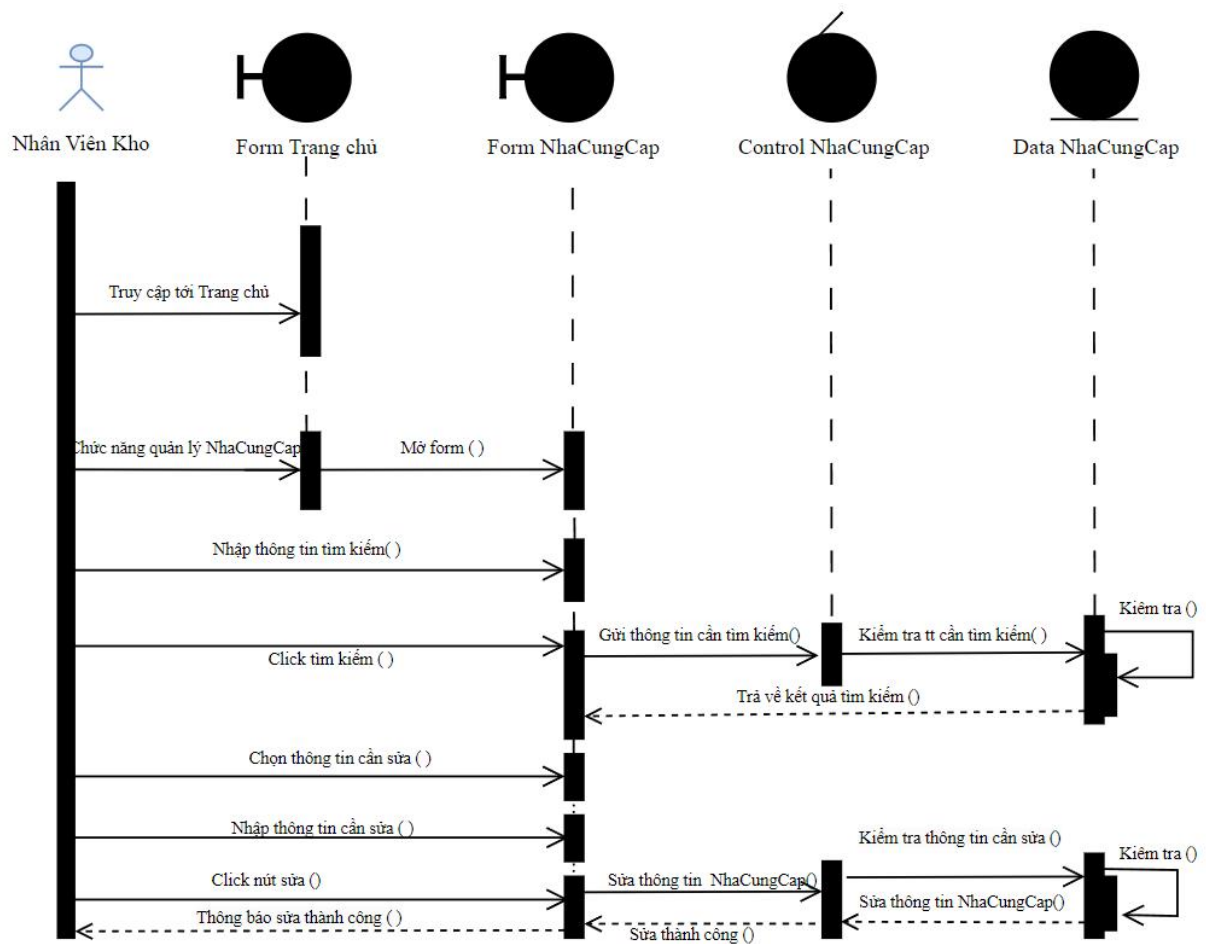 Nhân Viên Kho
Form Trang chủ
Form NhaCungCap
Control NhaCungCap
Data NhaCungCap
Truy cập tới Trang chủ
Chức năng quản lý NhaCungCap
Mở form ( )
Nhập thông tin tìm kiếm( )
Click tìm kiếm ( )
Gửi thông tin cần tìm kiếm()
Kiểm tra tt cần tìm kiếm( )
Kiêm tra ()
Trả về kết quả tìm kiếm ()
Chọn thông tin cần sửa ( )
Nhập thông tin cần sửa ( )
Click nút sửa ()
Sửa thông tin NhaCungCap()
Kiểm tra thông tin cần sửa ()
Kiêm tra ()
Sửa thông tin NhaCungCap()
Sửa thành công ()
Thông báo sửa thành công ( )